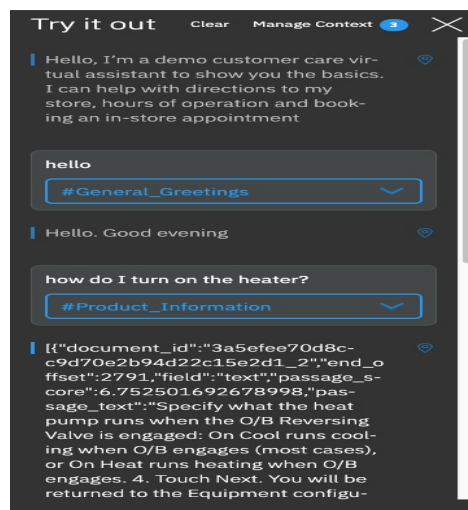 Try it out Clear Manage Context 3
Hello, I'm a demo customer care vir-
tual assistant to show you the basics.
I can help with directions to my
store, hours of operation and book-
ing an in-store appointment
hello
#General_Greetings
Hello. Good evening
how do I turn on the heater?
#Product_Information
[{"document_id":"3a5efee70d8c-
c9d70e2b94d22c15e2d1_2","end_o
ffset":2791,"field":"text","passage_s-
core":6.752501692678998,"pas-
sage_text":"Specify what the heat
pump runs when the O/B Reversing
Valve is engaged: On Cool runs cool-
ing when O/B engages (most cases),
or On Heat runs heating when O/B
engages. 4. Touch Next. You will be
returned to the Equipment configu-